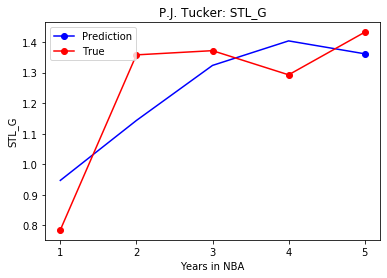 P.J. Tucker: STL_G
Prediction
True
STL_G
1.4
1.3
1.2
1.1
1.0
0.9
0.8
1 2 3 4 5
Years in NBA